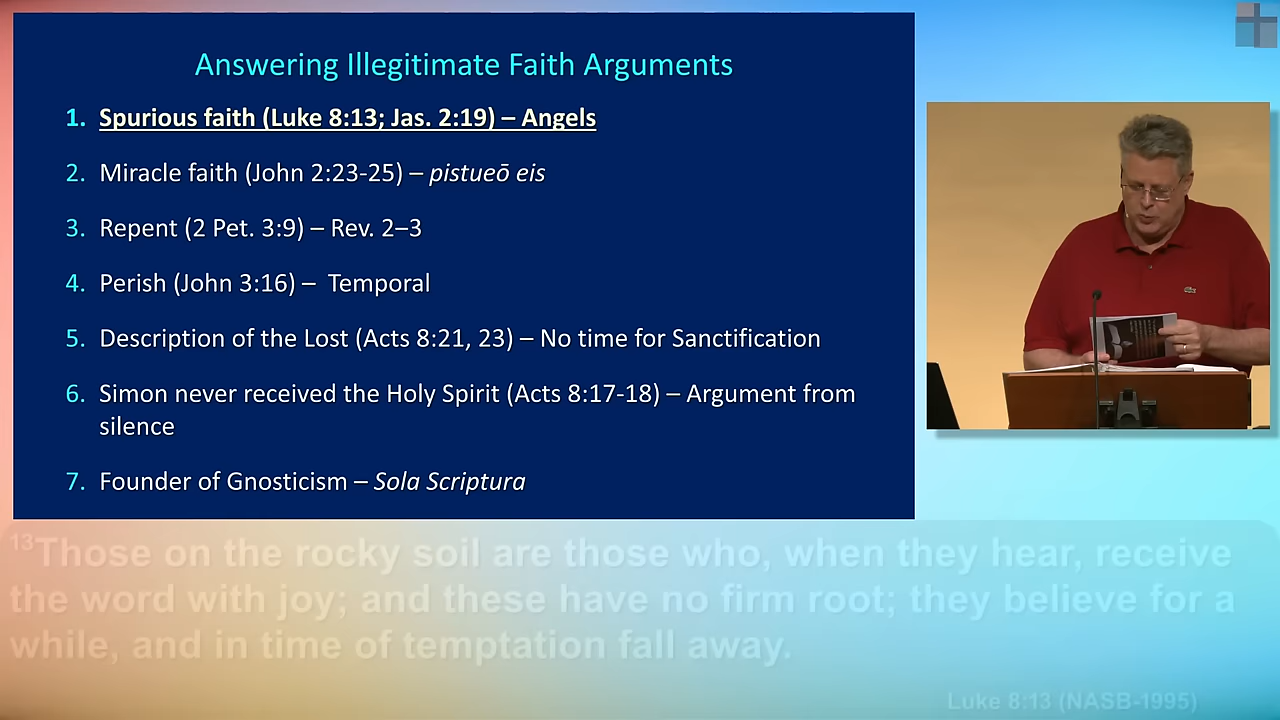 Answering Illegitimate Faith Arguments
1. Spurious faith (Luke 8:13; Jas. 2:19) – Angels
2. Miracle faith (John 2:23-25) – pistueō eis
3. Repent (2 Pet. 3:9) – Rev. 2–3
4. Perish (John 3:16) – Temporal
5. Description of the Lost (Acts 8:21, 23) – No time for Sanctification
6. Simon never received the Holy Spirit (Acts 8:17-18) – Argument from
silence
7. Founder of Gnosticism – Sola Scriptura
13Those on the rocky soil are those who, when they hear, receive
the word with joy; and these have no firm root; they believe for a
while, and in time of temptation fall away.
Luke 8:13 (NASB-1995)